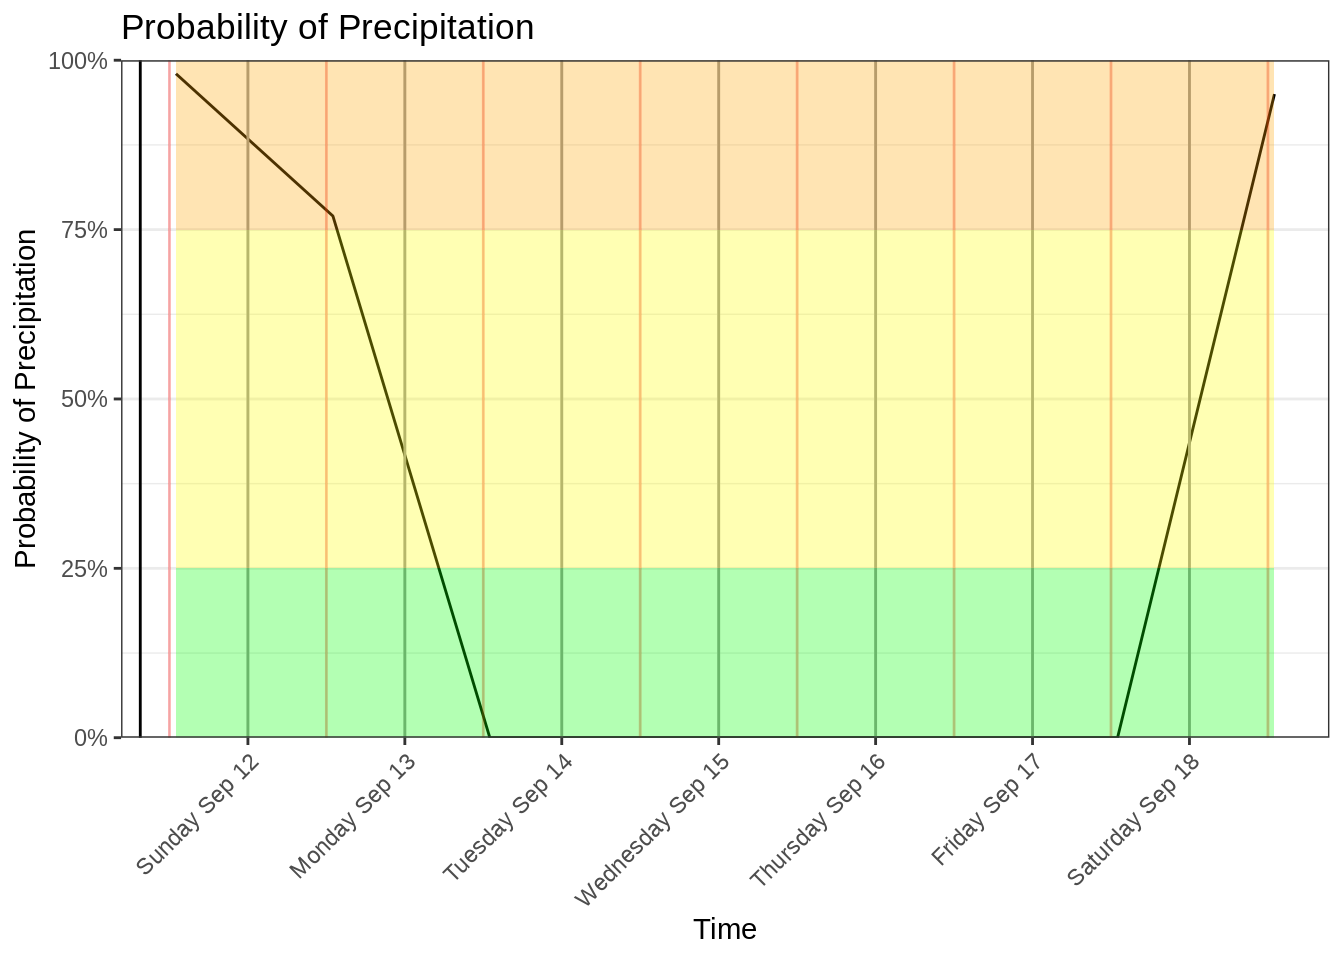 Probability of Precipitation
Probability of Precipitation
100%
75%
50%
25%
0%
Sunday Sep 12
Monday Sep 13
Tuesday Sep 14
Wednesday Sep 15
Thursday Sep 16
Friday Sep 17
Saturday Sep 18
Time